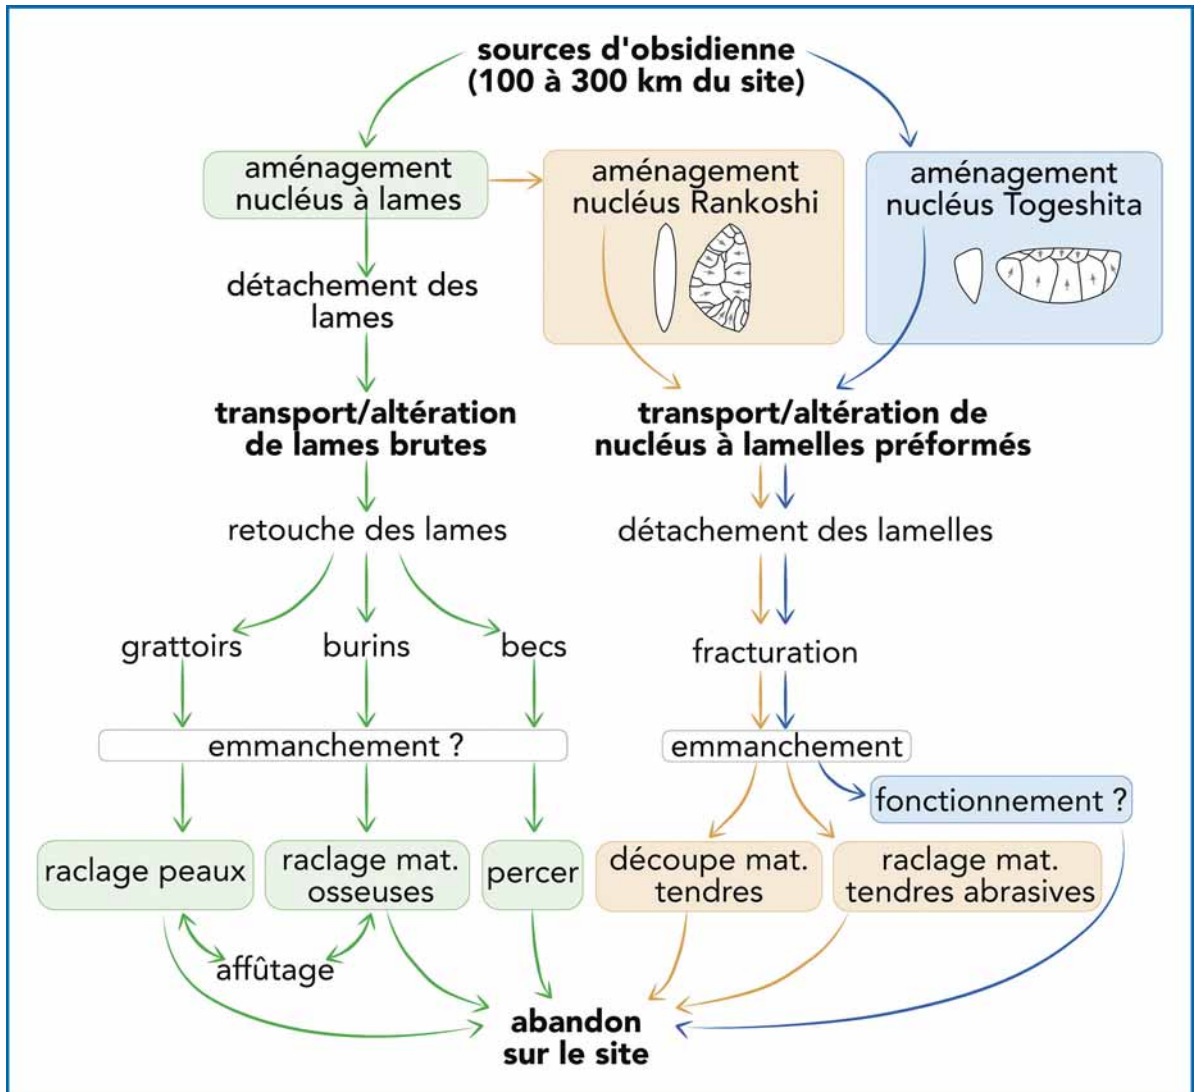 sources d'obsidienne
(100 à 300 km du site)
aménagement
nucléus à lames
aménagement
nucléus Rankoshi
aménagement
nucléus Togeshita
détachement des
lames
transport/altération
de lames brutes
transport/altération de
nucléus à lamelles préformés
retouche des lames
détachement des lamelles
grattoirs
burins
becs
fracturation
emmanchement ?
emmanchement
fonctionnement ?
raclage peaux
raclage mat.
osseuses
percer
découpe mat.
tendres
raclage mat.
tendres abrasives
affûtage
abandon
sur le site